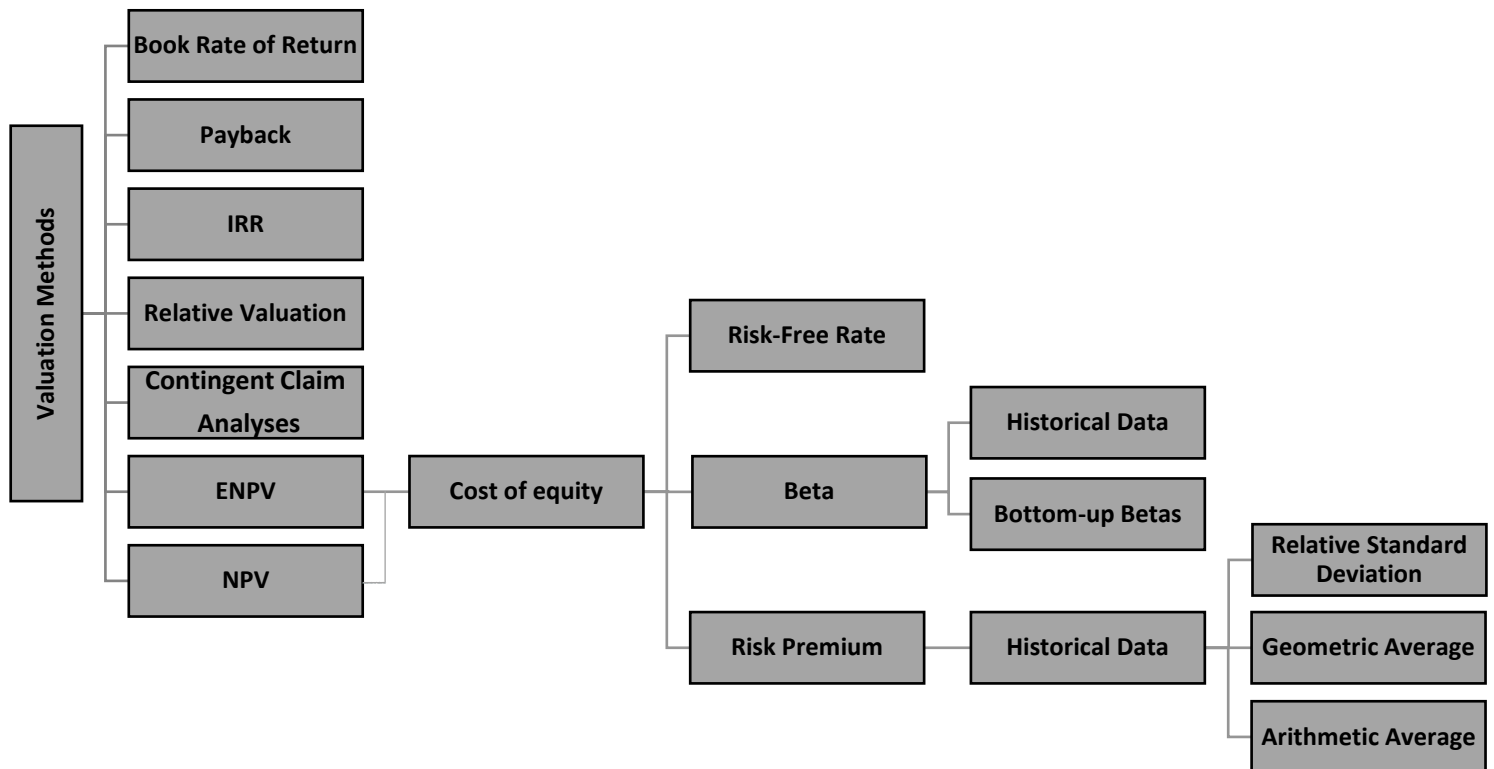 Valuation Methods
Book Rate of Return
Payback
IRR
Relative Valuation
Contingent Claim
Analyses
ENPV
NPV
Cost of equity
Risk-Free Rate
Beta
Risk Premium
Historical Data
Bottom-up Betas
Historical Data
Relative Standard
Deviation
Geometric Average
Arithmetic Average